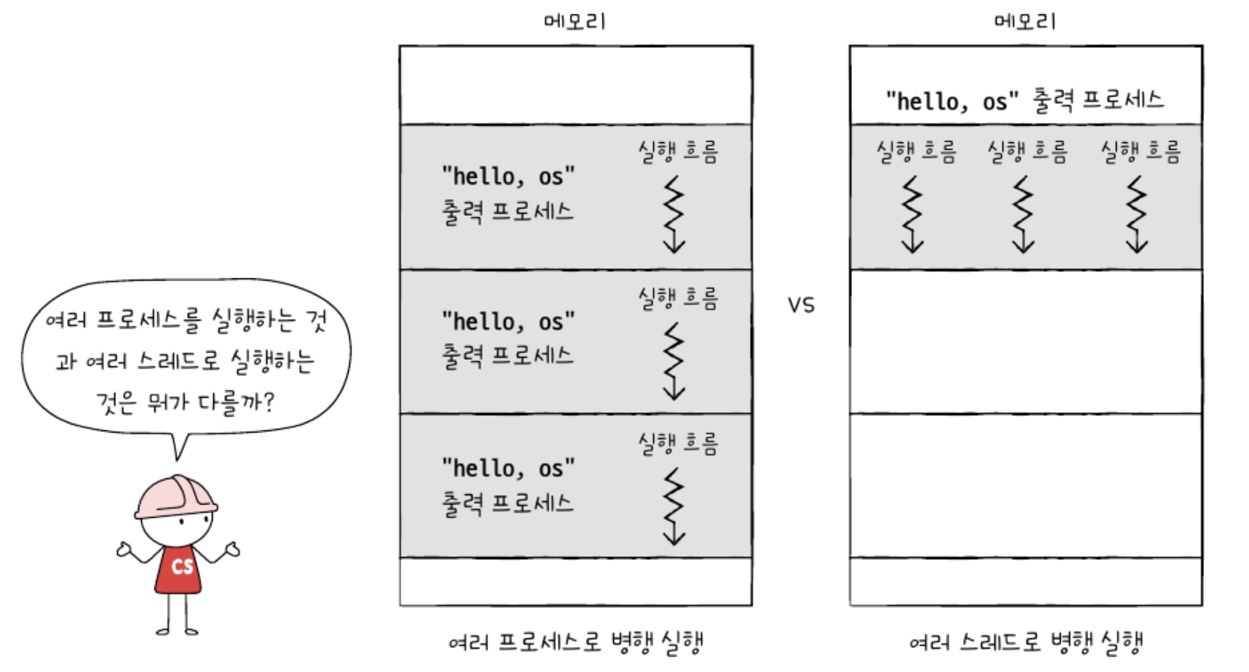 메모리
"hello, os"
출력 프로세스
실행 흐름
"hello, os"
출력 프로세스
실행 흐름
"hello, os"
출력 프로세스
실행 흐름
여러 프로세스로 병행 실행
vs
메모리
"hello, os" 출력 프로세스
실행 흐름 실행 흐름 실행 흐름
여러 스레드로 병행 실행
여러 프로세스를 실행하는 것
과 여러 스레드로 실행하는
것은 뭐가 다를까?
CS